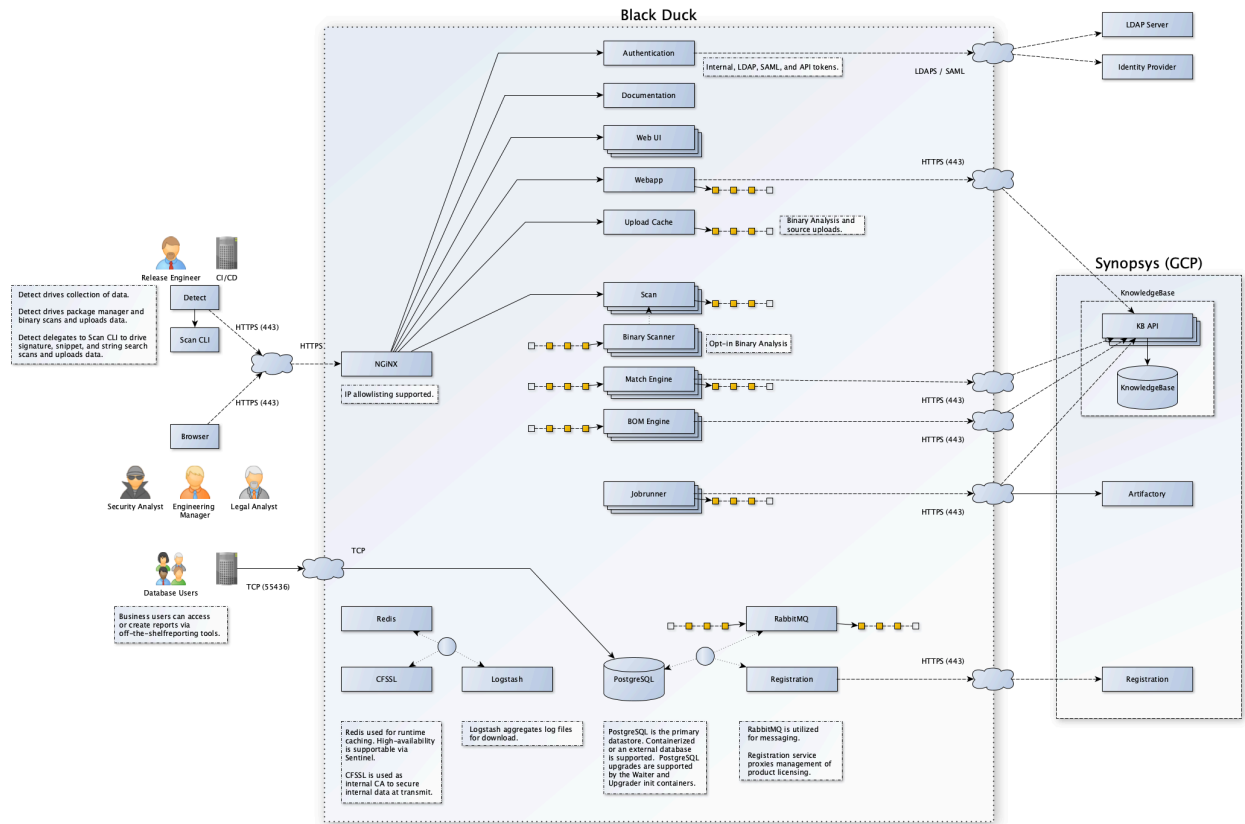 Black Duck
LDAP Server
Authentication
Internal, LDAP, SAML, and API tokens.
LDAPS / SAML
Identity Provider
Documentation
Web UI
HTTPS (443)
Webapp
Upload Cache
Binary Analysis and
source uploads.
Release Engineer
CI/CD
Synopsys (GCP)
Detect drives collection of data.
Detect drives package manager and
binary scans and uploads data.
Detect delegates to Scan CLI to drive
signature, snippet, and string search
scans and uploads data.
Detect
Scan CLI
HTTPS (443)
HTTPS
Scan
KnowledgeBase
KB API
Binary Scanner
Opt-in Binary Analysis
NGiNX
IP allowlisting supported.
Match Engine
HTTPS (443)
KnowledgeBase
HTTPS (443)
Browser
BOM Engine
HTTPS (443)
Security Analyst
Engineering
Manager
Legal Analyst
Jobrunner
HTTPS (443)
Artifactory
TCP
Database Users
TCP (55436)
Business users can access
or create reports via
off-the-shelfreporting tools.
Redis
RabbitMQ
CFSSL
Logstash
PostgreSQL
Registration
HTTPS (443)
Registration
Redis used for runtime
caching. High-availability
is supportable via
Sentinel.
CFSSL is used as
internal CA to secure
internal data at transmit.
Logstash aggregates log files
for download.
PostgreSQL is the primary
datastore. Containerized
or an external database
is supported. PostgreSQL
upgrades are supported
by the Waiter and
Upgrader init containers.
RabbitMQ is utilized
for messaging.
Registration service
proxies management of
product licensing.